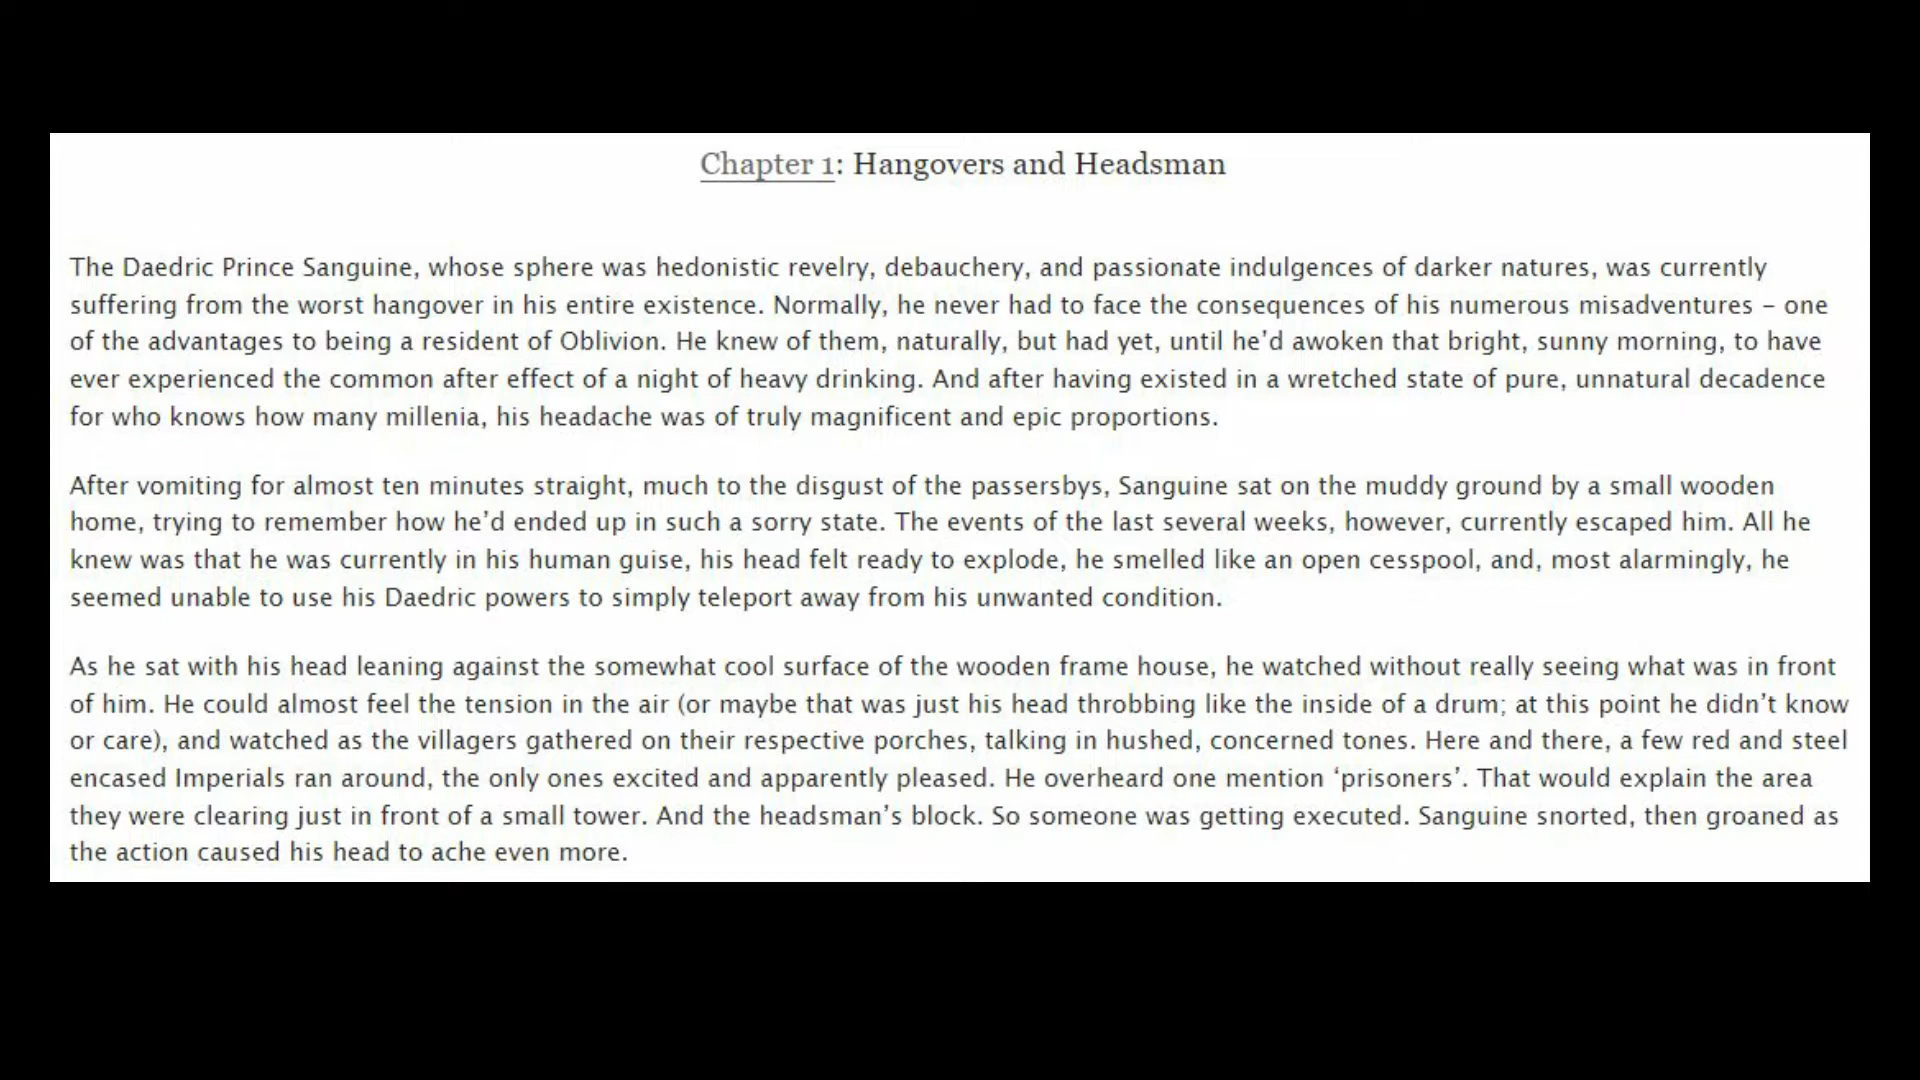 Chapter 1: Hangovers and Headsman
The Daedric Prince Sanguine, whose sphere was hedonistic revelry, debauchery, and passionate indulgences of darker natures, was currently
suffering from the worst hangover in his entire existence. Normally, he never had to face the consequences of his numerous misadventures – one
of the advantages to being a resident of Oblivion. He knew of them, naturally, but had yet, until he’d awoken that bright, sunny morning, to have
ever experienced the common after effect of a night of heavy drinking. And after having existed in a wretched state of pure, unnatural decadence
for who knows how many millenia, his headache was of truly magnificent and epic proportions.
After vomiting for almost ten minutes straight, much to the disgust of the passersbys, Sanguine sat on the muddy ground by a small wooden
home, trying to remember how he’d ended up in such a sorry state. The events of the last several weeks, however, currently escaped him. All he
knew was that he was currently in his human guise, his head felt ready to explode, he smelled like an open cesspool, and, most alarmingly, he
seemed unable to use his Daedric powers to simply teleport away from his unwanted condition.
As he sat with his head leaning against the somewhat cool surface of the wooden frame house, he watched without really seeing what was in front
of him. He could almost feel the tension in the air (or maybe that was just his head throbbing like the inside of a drum; at this point he didn’t know
or care), and watched as the villagers gathered on their respective porches, talking in hushed, concerned tones. Here and there, a few red and steel
encased Imperials ran around, the only ones excited and apparently pleased. He overheard one mention ‘prisoners’. That would explain the area
they were clearing just in front of a small tower. And the headsman’s block. So someone was getting executed. Sanguine snorted, then groaned as
the action caused his head to ache even more.